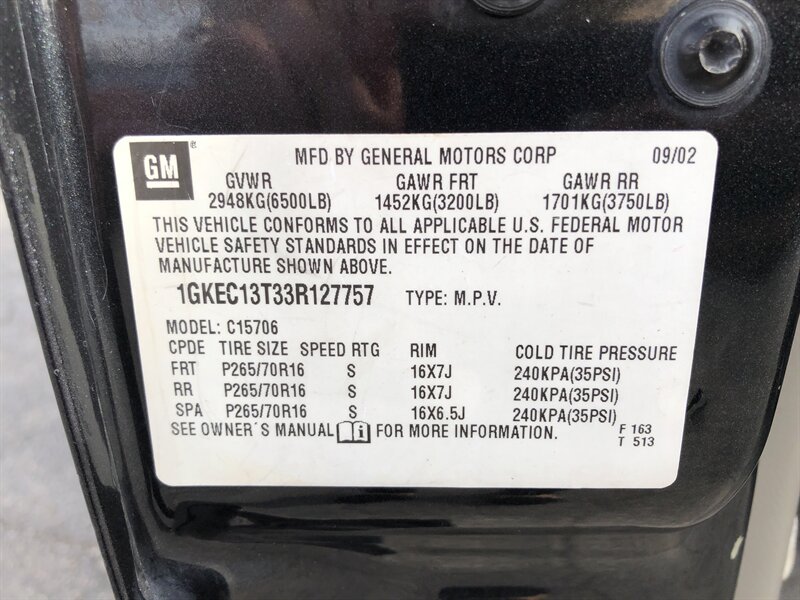 GM ®
MFD BY GENERAL MOTORS CORP 09/02
GVWR GAWR FRT GAWR RR
2948KG(6500LB) 1452KG(3200LB) 1701KG(3750LB)
THIS VEHICLE CONFORMS TO ALL APPLICABLE U.S. FEDERAL MOTOR
VEHICLE SAFETY STANDARDS IN EFFECT ON THE DATE OF
MANUFACTURE SHOWN ABOVE.
1GKEC13T33R127757 TYPE: M.P.V.
MODEL: C15706
CPDE TIRE SIZE SPEED RTG RIM COLD TIRE PRESSURE
FRT P265/70R16 S 16X7J 240KPA(35PSI)
RR P265/70R16 S 16X7J 240KPA(35PSI)
SPA P265/70R16 S 16X6.5J 240KPA(35PSI)
SEE OWNER´S MANUAL i FOR MORE INFORMATION. F 163
T 513